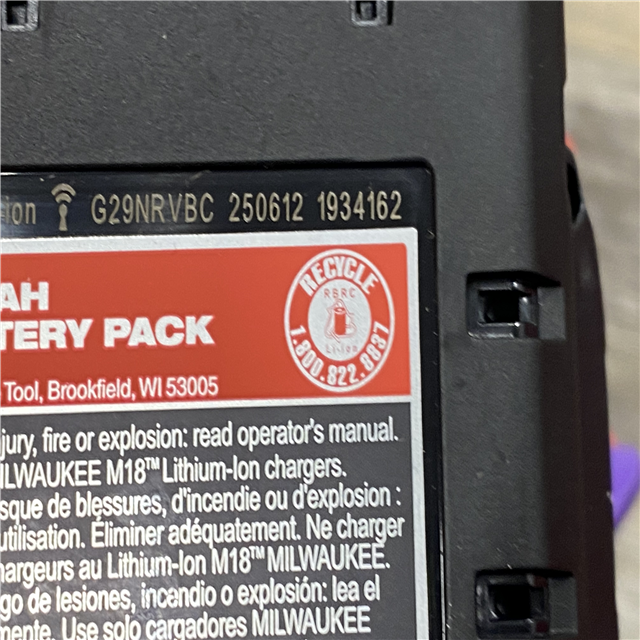 ion G29NRVBC 250612 1934162
AH
TERY PACK
RECYCLE
RBRC
Li-Ion
1.800.822.8837
Tool, Brookfield, WI 53005
jury, fire or explosion: read operator's manual.
ILWAUKEE M18™ Lithium-Ion chargers.
sque de blessures, d'incendie ou d'explosion :
utilisation. Éliminer adéquatement. Ne charger
hargeurs au Lithium-Ion M18™ MILWAUKEE.
go de lesiones, incendio o explosión: lea el
mente. Use solo cargadores MILWAUKEE